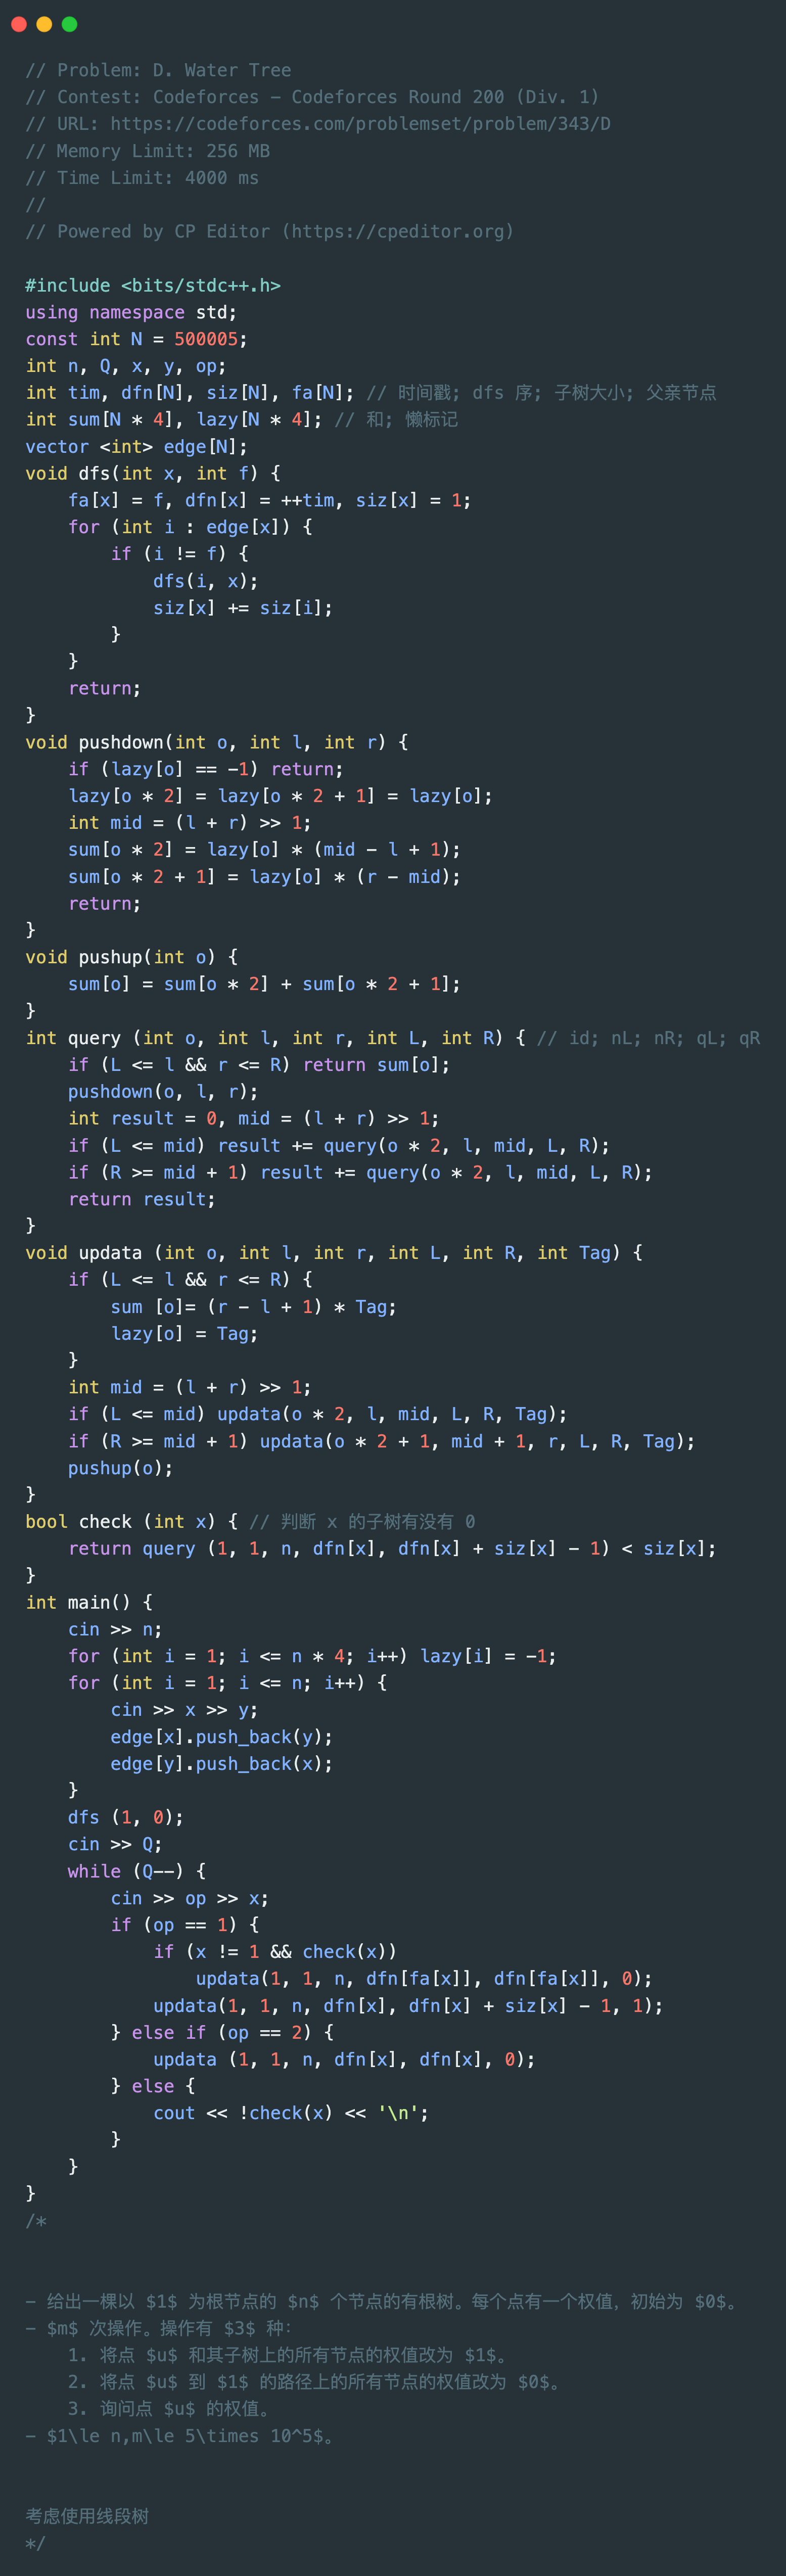 // Problem: D. Water Tree
// Contest: Codeforces - Codeforces Round 200 (Div. 1)
// URL: https://codeforces.com/problemset/problem/343/D
// Memory Limit: 256 MB
// Time Limit: 4000 ms
//
// Powered by CP Editor (https://cpeditor.org)

#include <bits/stdc++.h>
using namespace std;
const int N = 500005;
int n, Q, x, y, op;
int tim, dfn[N], siz[N], fa[N]; // 时间戳; dfs 序; 子树大小; 父亲节点
int sum[N * 4], lazy[N * 4]; // 和; 懒标记
vector <int> edge[N];
void dfs(int x, int f) {
    fa[x] = f, dfn[x] = ++tim, siz[x] = 1;
    for (int i : edge[x]) {
        if (i != f) {
            dfs(i, x);
            siz[x] += siz[i];
        }
    }
    return;
}
void pushdown(int o, int l, int r) {
    if (lazy[o] == -1) return;
    lazy[o * 2] = lazy[o * 2 + 1] = lazy[o];
    int mid = (l + r) >> 1;
    sum[o * 2] = lazy[o] * (mid - l + 1);
    sum[o * 2 + 1] = lazy[o] * (r - mid);
    return;
}
void pushup(int o) {
    sum[o] = sum[o * 2] + sum[o * 2 + 1];
}
int query (int o, int l, int r, int L, int R) { // id; nL; nR; qL; qR
    if (L <= l && r <= R) return sum[o];
    pushdown(o, l, r);
    int result = 0, mid = (l + r) >> 1;
    if (L <= mid) result += query(o * 2, l, mid, L, R);
    if (R >= mid + 1) result += query(o * 2, l, mid, L, R);
    return result;
}
void updata (int o, int l, int r, int L, int R, int Tag) {
    if (L <= l && r <= R) {
        sum [o]= (r - l + 1) * Tag;
        lazy[o] = Tag;
    }
    int mid = (l + r) >> 1;
    if (L <= mid) updata(o * 2, l, mid, L, R, Tag);
    if (R >= mid + 1) updata(o * 2 + 1, mid + 1, r, L, R, Tag);
    pushup(o);
}
bool check (int x) { // 判断 x 的子树有没有 0
    return query (1, 1, n, dfn[x], dfn[x] + siz[x] - 1) < siz[x];
}
int main() {
    cin >> n;
    for (int i = 1; i <= n * 4; i++) lazy[i] = -1;
    for (int i = 1; i <= n; i++) {
        cin >> x >> y;
        edge[x].push_back(y);
        edge[y].push_back(x);
    }
    dfs (1, 0);
    cin >> Q;
    while (Q--) {
        cin >> op >> x;
        if (op == 1) {
            if (x != 1 && check(x))
                updata(1, 1, n, dfn[fa[x]], dfn[fa[x]], 0);
            updata(1, 1, n, dfn[x], dfn[x] + siz[x] - 1, 1);
        } else if (op == 2) {
            updata (1, 1, n, dfn[x], dfn[x], 0);
        } else {
            cout << !check(x) << '\n';
        }
    }
}
/*

- 给出一棵以 $1$ 为根节点的 $n$ 个节点的有根树。每个点有一个权值，初始为 $0$。
- $m$ 次操作。操作有 $3$ 种：
    1. 将点 $u$ 和其子树上的所有节点的权值改为 $1$。
    2. 将点 $u$ 到 $1$ 的路径上的所有节点的权值改为 $0$。
    3. 询问点 $u$ 的权值。
- $1\le n,m\le 5\times 10^5$。

考虑使用线段树
*/